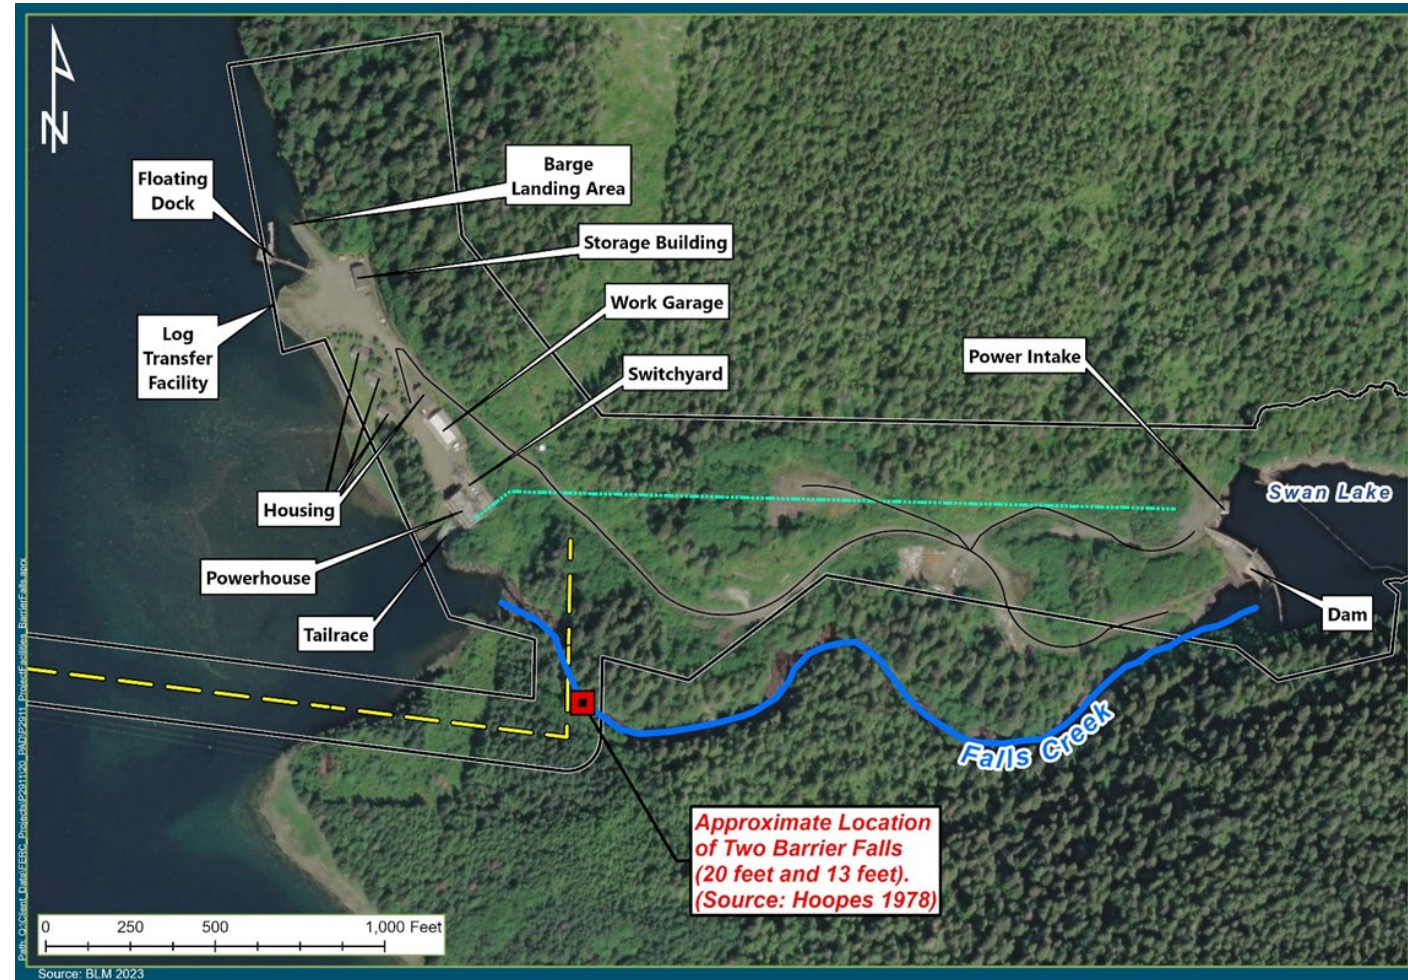 N
Floating
Dock
Barge
Landing Area
Storage Building
Work Garage
Log
Transfer
Facility
Switchyard
Power Intake
Swan Lake
Housing
Powerhouse
Tailrace
Dam
Falls Creek
Approximate Location
of Two Barrier Falls
(20 feet and 13 feet).
(Source: Hoopes 1978)
0 250 500 1,000 Feet
Source: BLM 2023